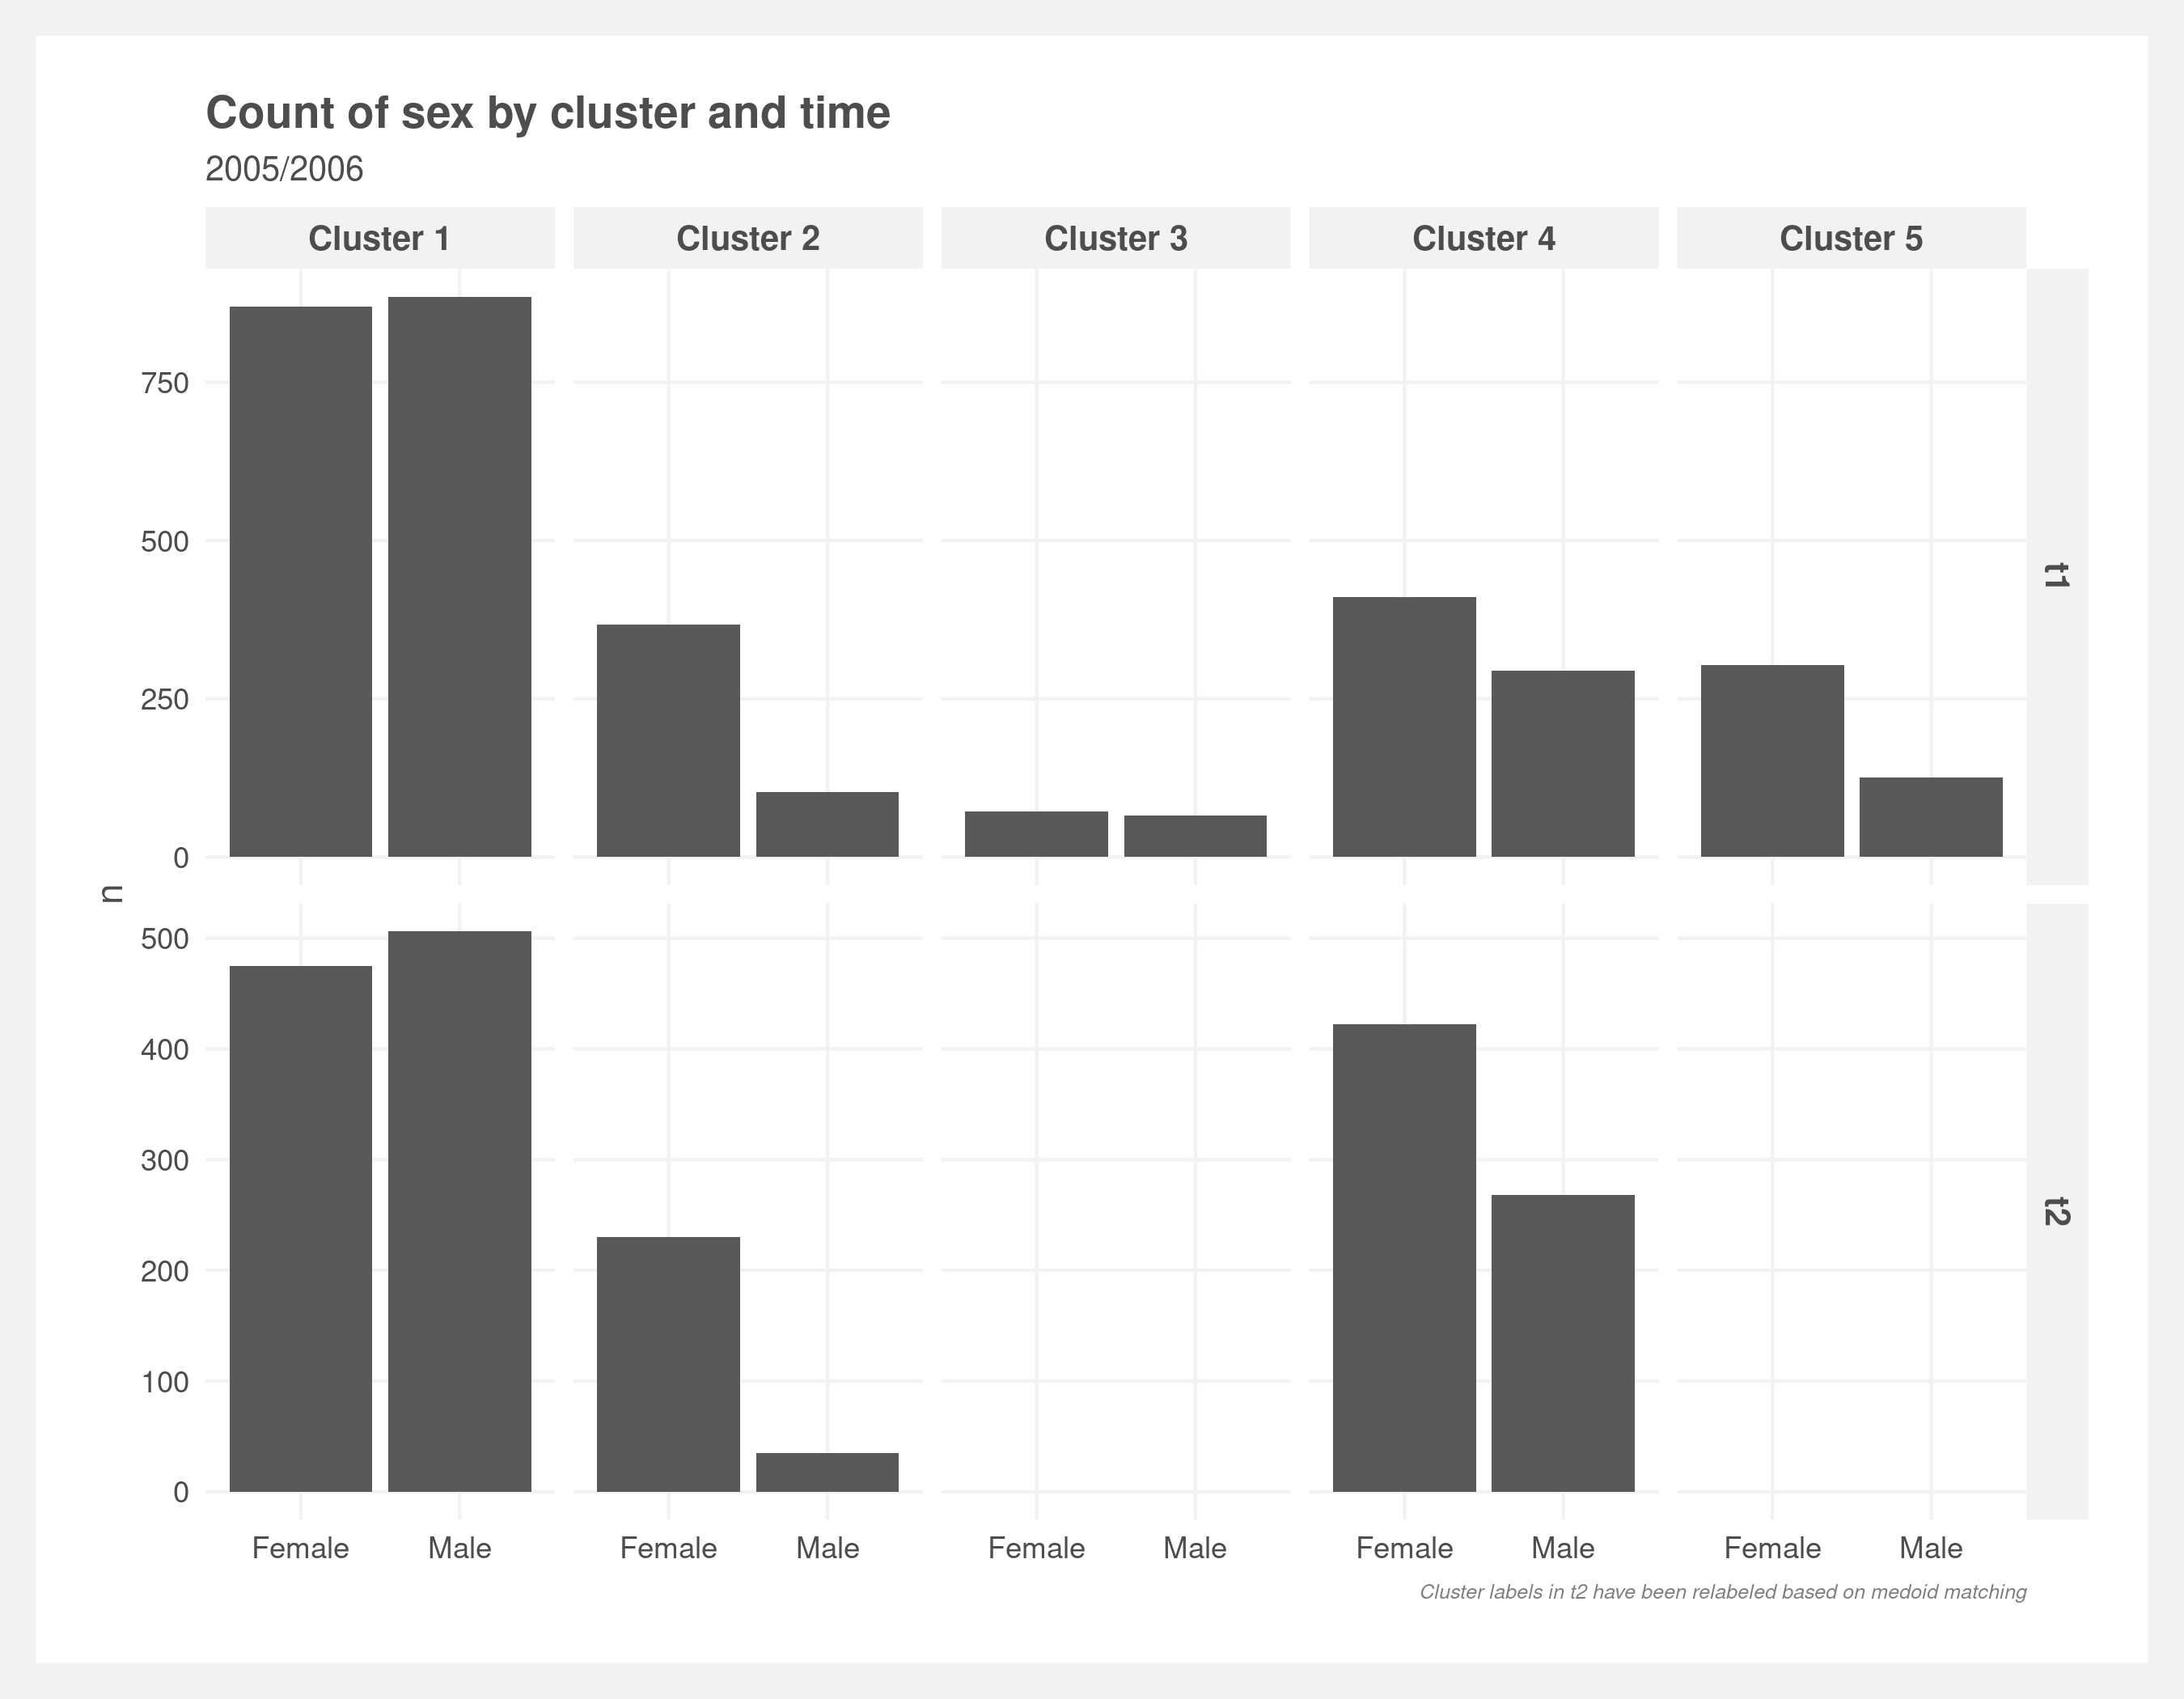 Count of sex by cluster and time
2005/2006
Cluster 1 Cluster 2 Cluster 3 Cluster 4 Cluster 5
750
500
250
0
t1
n
500
400
300
200
100
0
t2
Female Male Female Male Female Male Female Male Female Male
Cluster labels in t2 have been relabeled based on medoid matching